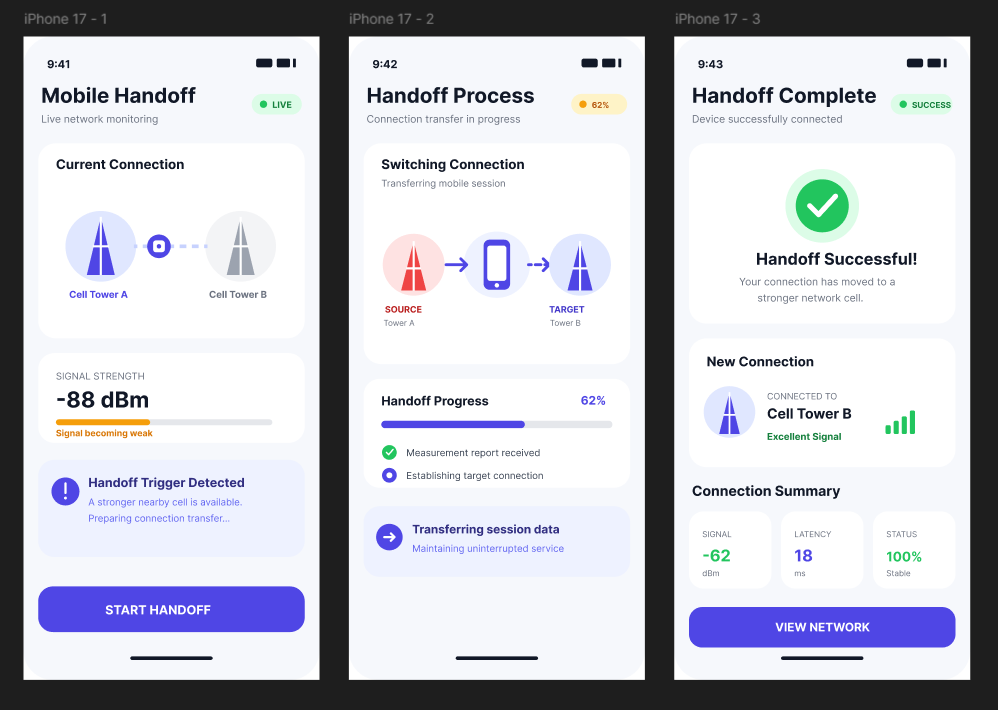 iPhone 17 - 1
9:41
Mobile Handoff
LIVE
Live network monitoring
Current Connection
Cell Tower A
Cell Tower B
SIGNAL STRENGTH
-88 dBm
Signal becoming weak
Handoff Trigger Detected
A stronger nearby cell is available.
Preparing connection transfer...
START HANDOFF
iPhone 17 - 2
9:42
Handoff Process
62%
Connection transfer in progress
Switching Connection
Transferring mobile session
SOURCE
TARGET
Tower A
Tower B
Handoff Progress
62%
Measurement report received
Establishing target connection
Transferring session data
Maintaining uninterrupted service
iPhone 17 - 3
9:43
Handoff Complete
SUCCESS
Device successfully connected
Handoff Successful!
Your connection has moved to a
stronger network cell.
New Connection
CONNECTED TO
Cell Tower B
Excellent Signal
Connection Summary
SIGNAL
-62
dBm
LATENCY
18
ms
STATUS
100%
Stable
VIEW NETWORK